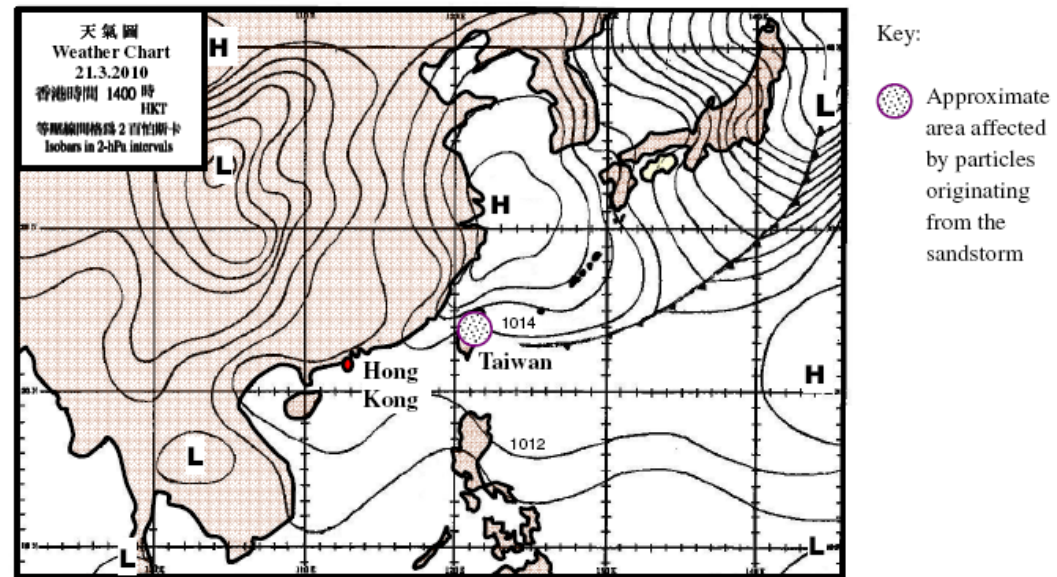 天氣圖
Weather Chart
21.3.2010
香港時間 1400 時
HKT
等壓線間格為 2 百帕斯卡
Isobars in 2-hPa intervals
H
L
L
H
1014
Taiwan
Hong
Kong
H
1012
L
L
L
Key:
Approximate
area affected
by particles
originating
from the
sandstorm